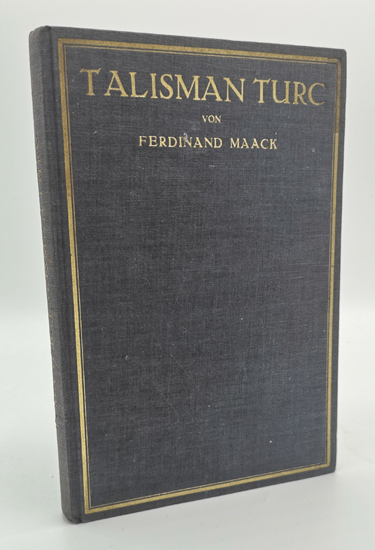 TALISMAN TURC
VON
FERDINAND MAACK